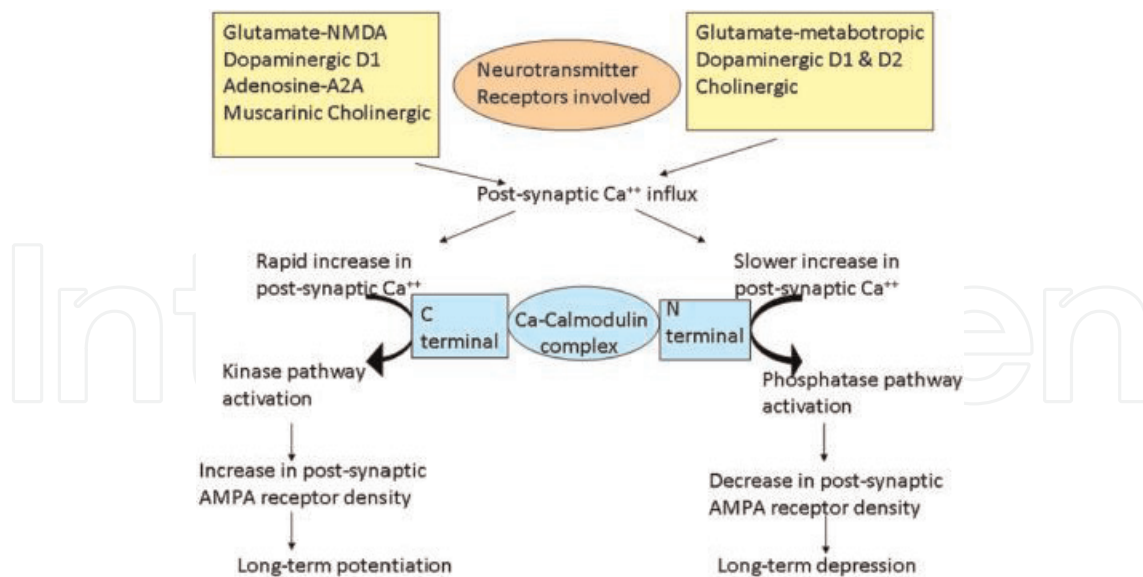 Glutamate-NMDA
Dopaminergic D1
Adenosine-A2A
Muscarinic Cholinergic
Neurotransmitter
Receptors involved
Glutamate-metabotropic
Dopaminergic D1 & D2
Cholinergic
Post-synaptic Ca⁺⁺ influx
Rapid increase in
post-synaptic Ca⁺⁺
Slower increase in
post-synaptic Ca⁺⁺
C
terminal
Ca-Calmodulin
complex
N
terminal
Kinase pathway
activation
Phosphatase pathway
activation
Increase in post-synaptic
AMPA receptor density
Decrease in post-synaptic
AMPA receptor density
Long-term potentiation
Long-term depression